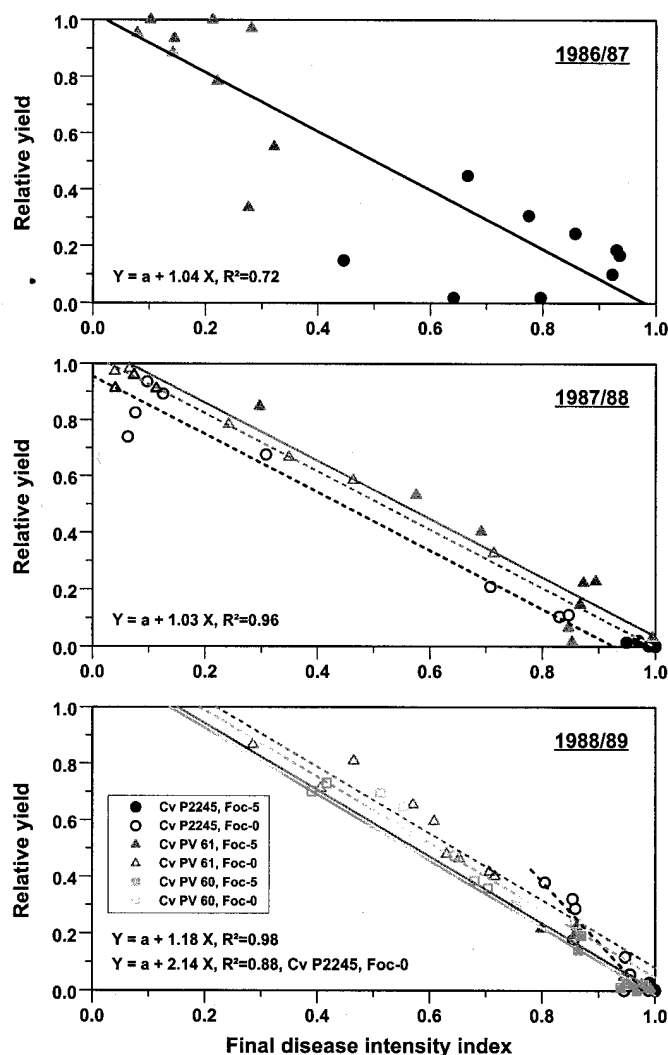 1.0
0.8
0.6
0.4
0.2
0.0
Relative yield
1986/87
Y = a + 1.04 X, R²=0.72
0.0 0.2 0.4 0.6 0.8 1.0
1.0
0.8
0.6
0.4
0.2
0.0
Relative yield
1987/88
Y = a + 1.03 X, R²=0.96
0.0 0.2 0.4 0.6 0.8 1.0
1.0
0.8
0.6
0.4
0.2
0.0
Relative yield
1988/89
Cv P2245, Foc-5
Cv P2245, Foc-0
Cv PV 61, Foc-5
Cv PV 61, Foc-0
Cv PV 60, Foc-5
Cv PV 60, Foc-0
Y = a + 1.18 X, R²=0.98
Y = a + 2.14 X, R²=0.88, Cv P2245, Foc-0
0.0 0.2 0.4 0.6 0.8 1.0
Final disease intensity index